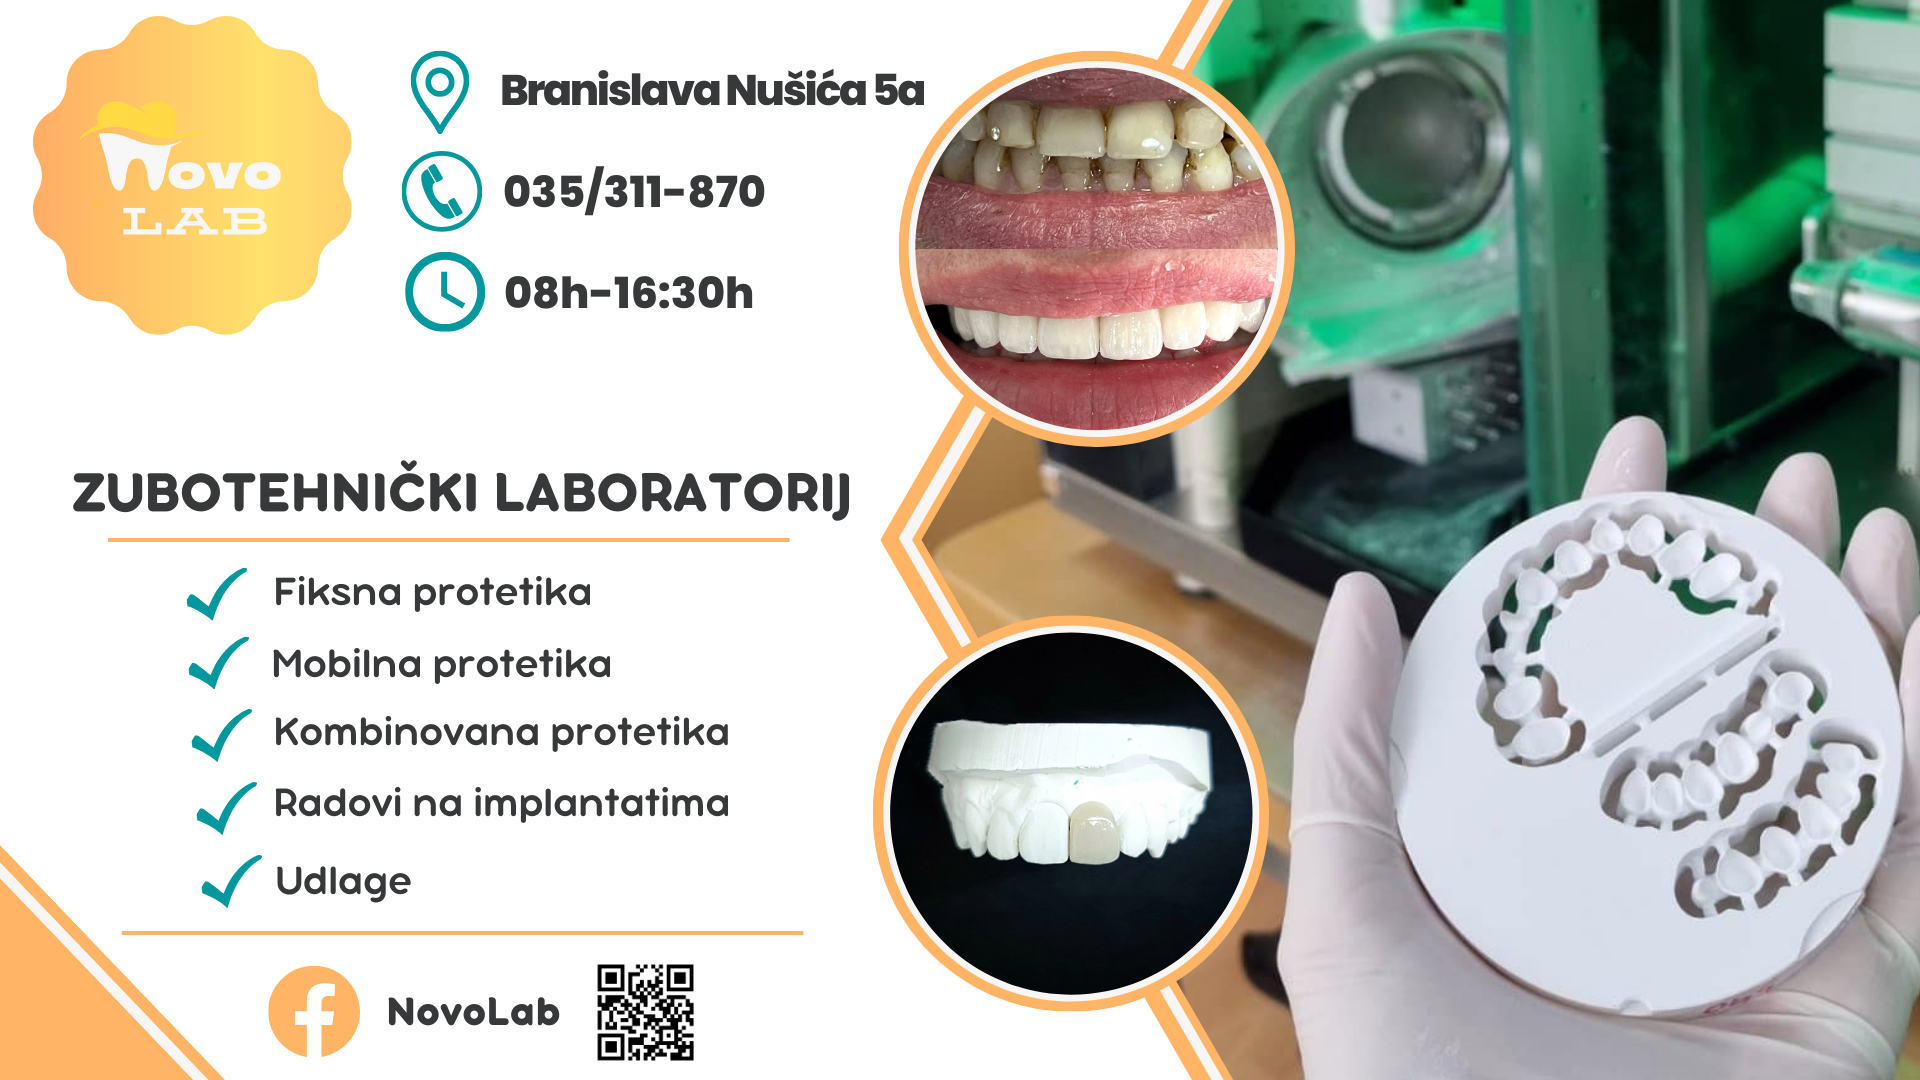 Novo
LAB
Branislava Nušića 5a
035/311-870
08h-16:30h
ZUBOTEHNIČKI LABORATORIJ
Fiksna protetika
Mobilna protetika
Kombinovana protetika
Radovi na implantatima
Udlage
NovoLab